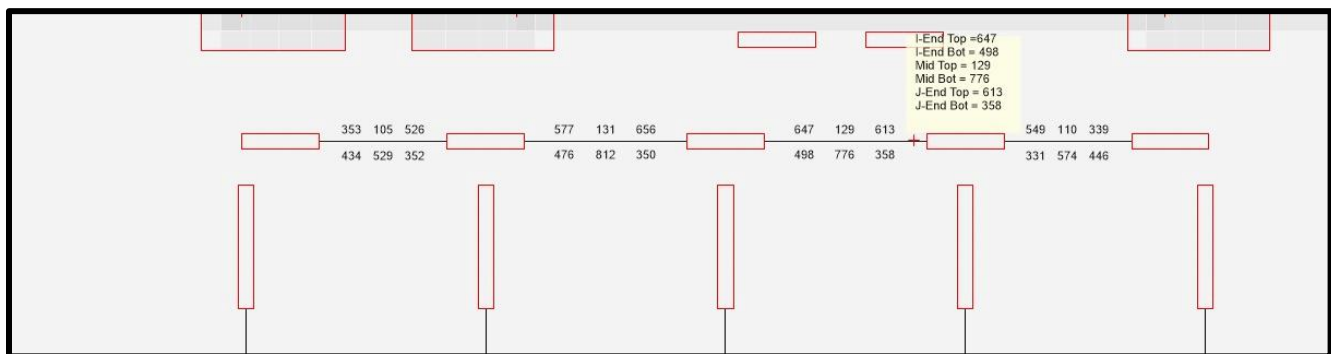 I-End Top =647
I-End Bot = 498
Mid Top = 129
Mid Bot = 776
J-End Top = 613
J-End Bot = 358
353 105 526 577 131 656 647 129 613 549 110 339
434 529 352 476 812 350 498 776 358 331 574 446